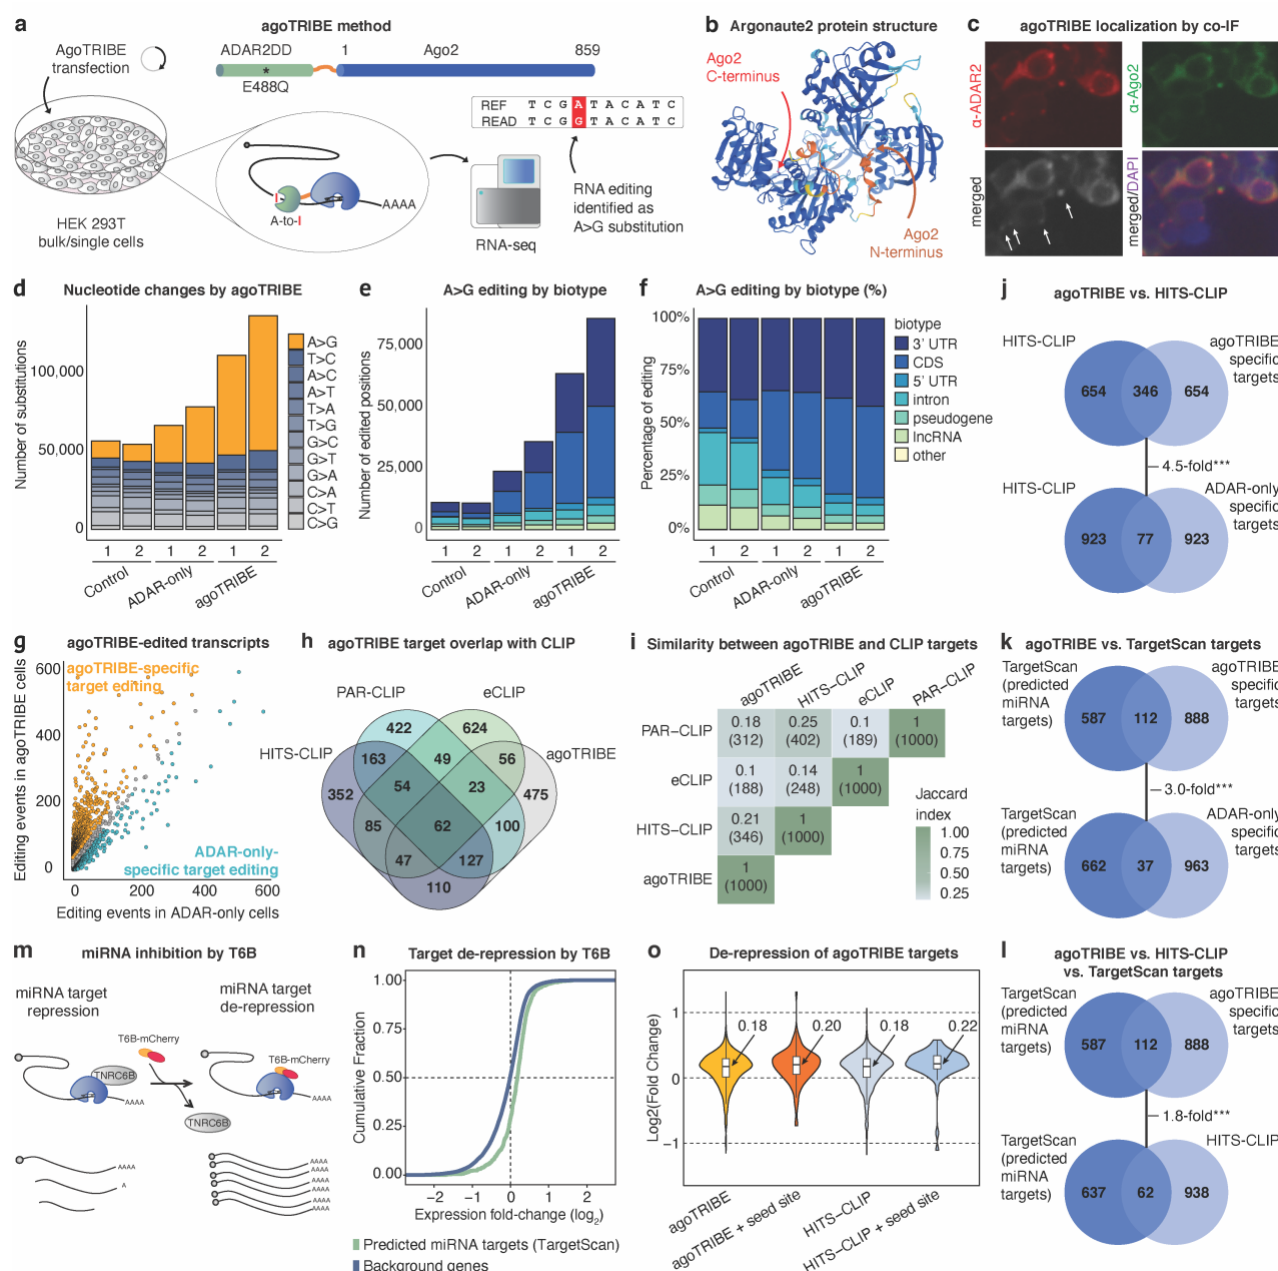 a
agoTRIBE method
AgoTRIBE
transfection
ADAR2DD
1
Ago2
859
*
E488Q
REF T C G A T A C A T C
READ T C G G T A C A T C
I
A-to-I
AAAA
HEK 293T
bulk/single cells
RNA-seq
RNA editing
identified as
A>G substitution
b
Argonaute2 protein structure
Ago2
C-terminus
Ago2
N-terminus
c
agoTRIBE localization by co-IF
α-ADAR2
α-Ago2
merged
merged/DAPI
d
Nucleotide changes by agoTRIBE
Number of substitutions
100,000
50,000
0
1 2 1 2 1 2
Control
ADAR-only
agoTRIBE
A>G
T>C
A>C
A>T
T>A
T>G
G>C
G>T
G>A
C>A
C>T
C>G
e
A>G editing by biotype
Number of edited positions
75,000
50,000
25,000
0
1 2 1 2 1 2
Control
ADAR-only
agoTRIBE
f
A>G editing by biotype (%)
Percentage of editing
100%
75%
50%
25%
0%
1 2 1 2 1 2
Control
ADAR-only
agoTRIBE
biotype
3' UTR
CDS
5' UTR
intron
pseudogene
lncRNA
other
j
agoTRIBE vs. HITS-CLIP
HITS-CLIP
agoTRIBE
specific
targets
654 346 654
4.5-fold***
HITS-CLIP
ADAR-only
specific
targets
923 77 923
g
agoTRIBE-edited transcripts
Editing events in agoTRIBE cells
600
400
200
0
agoTRIBE-specific
target editing
ADAR-only-
specific target editing
0 200 400 600
Editing events in ADAR-only cells
h
agoTRIBE target overlap with CLIP
PAR-CLIP
eCLIP
HITS-CLIP
agoTRIBE
422 624
163 49 56
352 54 23 475
85 62 100
47 127
110
i
Similarity between agoTRIBE and CLIP targets
agoTRIBE
HITS−CLIP
eCLIP
PAR−CLIP
PAR−CLIP
0.18 0.25 0.1 1
(312) (402) (189) (1000)
eCLIP
0.1 0.14 1
(188) (248) (1000)
HITS−CLIP
0.21 1
(346) (1000)
agoTRIBE
1
(1000)
Jaccard
index
1.00
0.75
0.50
0.25
k
agoTRIBE vs. TargetScan targets
TargetScan
(predicted
miRNA
targets)
agoTRIBE
specific
targets
587 112 888
3.0-fold***
TargetScan
(predicted
miRNA
targets)
ADAR-only
specific
targets
662 37 963
m
miRNA inhibition by T6B
miRNA target
repression
miRNA target
de-repression
T6B-mCherry
T6B-mCherry
TNRC6B
AAAA
AAAA
TNRC6B
AAAA
A
AAAA
AAAA
AAAA
AAAA
AAAA
AAAA
n
Target de-repression by T6B
Cumulative Fraction
1.00
0.75
0.50
0.25
0.00
−2 −1 0 1 2
Expression fold-change (log2)
Predicted miRNA targets (TargetScan)
Background genes
o
De-repression of agoTRIBE targets
Log2(Fold Change)
1
0
−1
0.18 0.20 0.18 0.22
agoTRIBE
agoTRIBE + seed site
HITS−CLIP
HITS−CLIP + seed site
l
agoTRIBE vs. HITS-CLIP
vs. TargetScan targets
TargetScan
(predicted
miRNA
targets)
agoTRIBE
specific
targets
587 112 888
1.8-fold***
TargetScan
(predicted
miRNA
targets)
HITS-CLIP
637 62 938